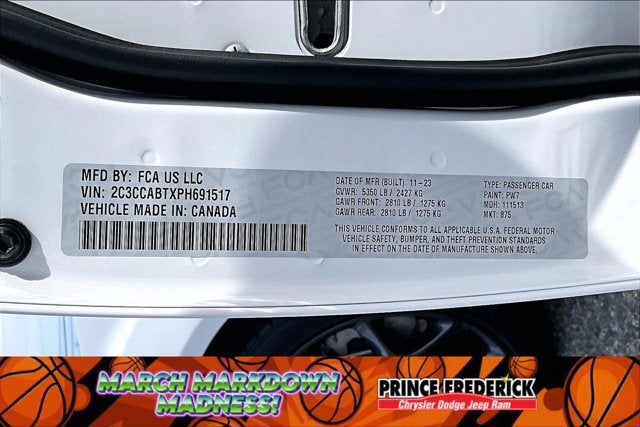 MFD BY: FCA US LLC
VIN: 2C3CCABTXPH691517
VEHICLE MADE IN: CANADA
DATE OF MFR (BUILT): 11-23
GVWR: 5350 LB / 2427 KG
GAWR FRONT: 2810 LB / 1275 KG
GAWR REAR: 2810 LB / 1275 KG
TYPE: PASSENGER CAR
PAINT: PW7
MDH: 111513
MKT: 875
THIS VEHICLE CONFORMS TO ALL APPLICABLE U.S.A. FEDERAL MOTOR
VEHICLE SAFETY, BUMPER, AND THEFT PREVENTION STANDARDS
IN EFFECT ON THE DATE OF MANUFACTURE SHOWN ABOVE.
MARCH MARKDOWN
MADNESS!
PRINCE FREDERICK
Chrysler Dodge Jeep Ram